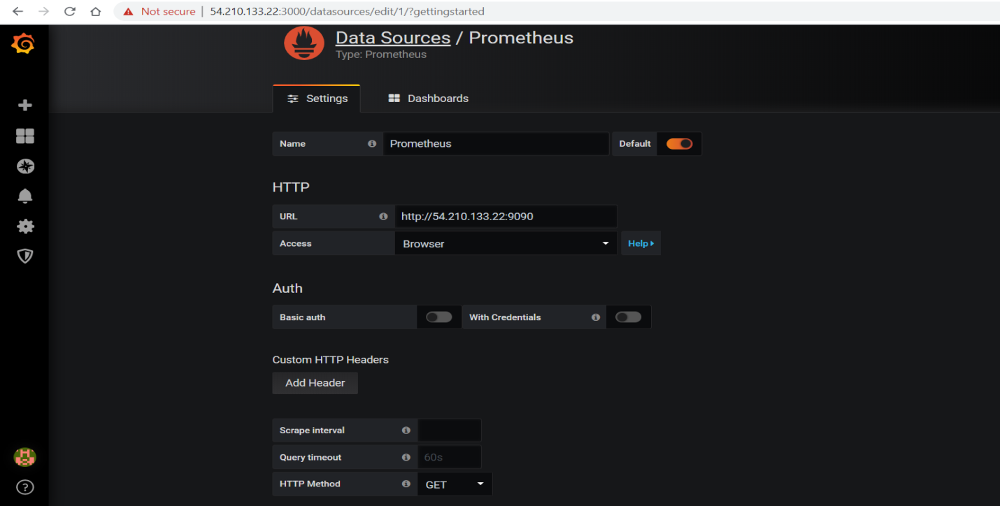 Not secure | 54.210.133.22:3000/datasources/edit/1/?gettingstarted
Data Sources / Prometheus
Type: Prometheus
Settings Dashboards
Name Prometheus Default
HTTP
URL http://54.210.133.22:9090
Access Browser Help
Auth
Basic auth With Credentials
Custom HTTP Headers
Add Header
Scrape interval
Query timeout 60s
HTTP Method GET